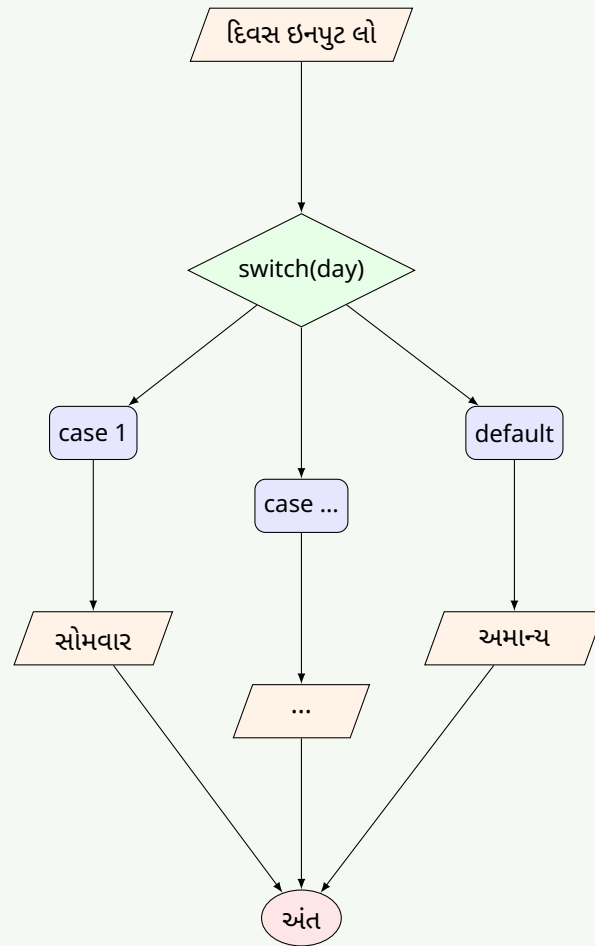 દિવસ ઇનપુટ લો
switch(day)
case 1
default
case ...
સોમવાર
અમાન્ય
...
અંત